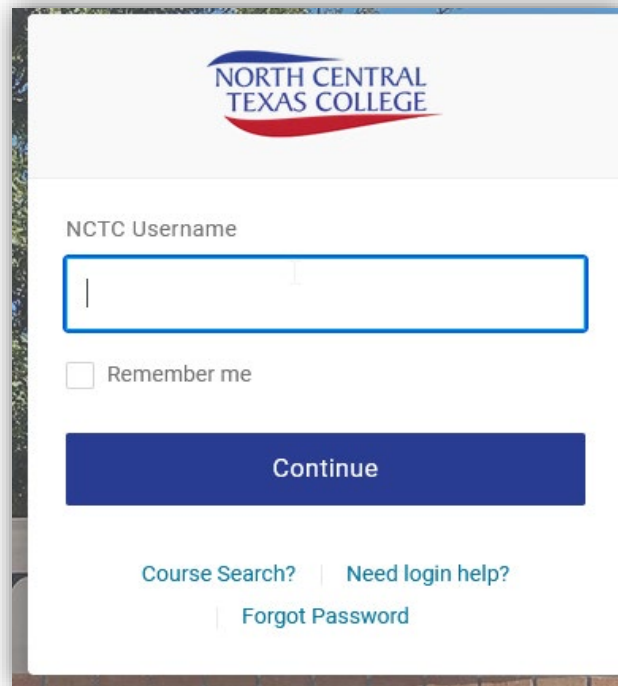 NORTH CENTRAL
TEXAS COLLEGE
NCTC Username
Remember me
Continue
Course Search? Need login help?
Forgot Password